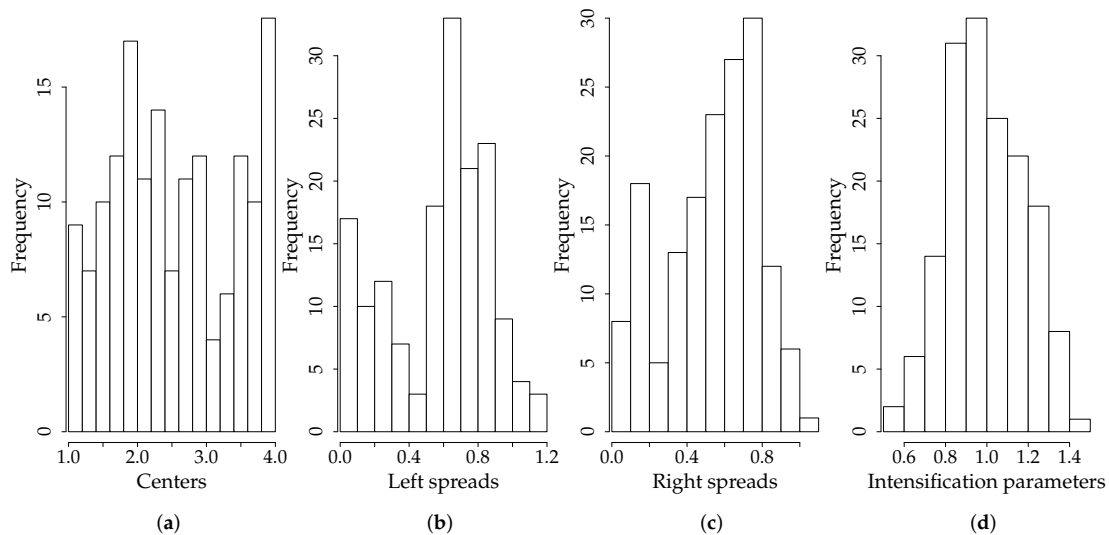 Frequency
0 5 10 15
1.0 2.0 3.0 4.0
Centers
(a)
Frequency
0 5 10 15 20 25 30
0.0 0.4 0.8 1.2
Left spreads
(b)
Frequency
0 5 10 15 20 25 30
0.0 0.4 0.8
Right spreads
(c)
Frequency
0 5 10 15 20 25 30
0.6 0.8 1.0 1.2 1.4
Intensification parameters
(d)